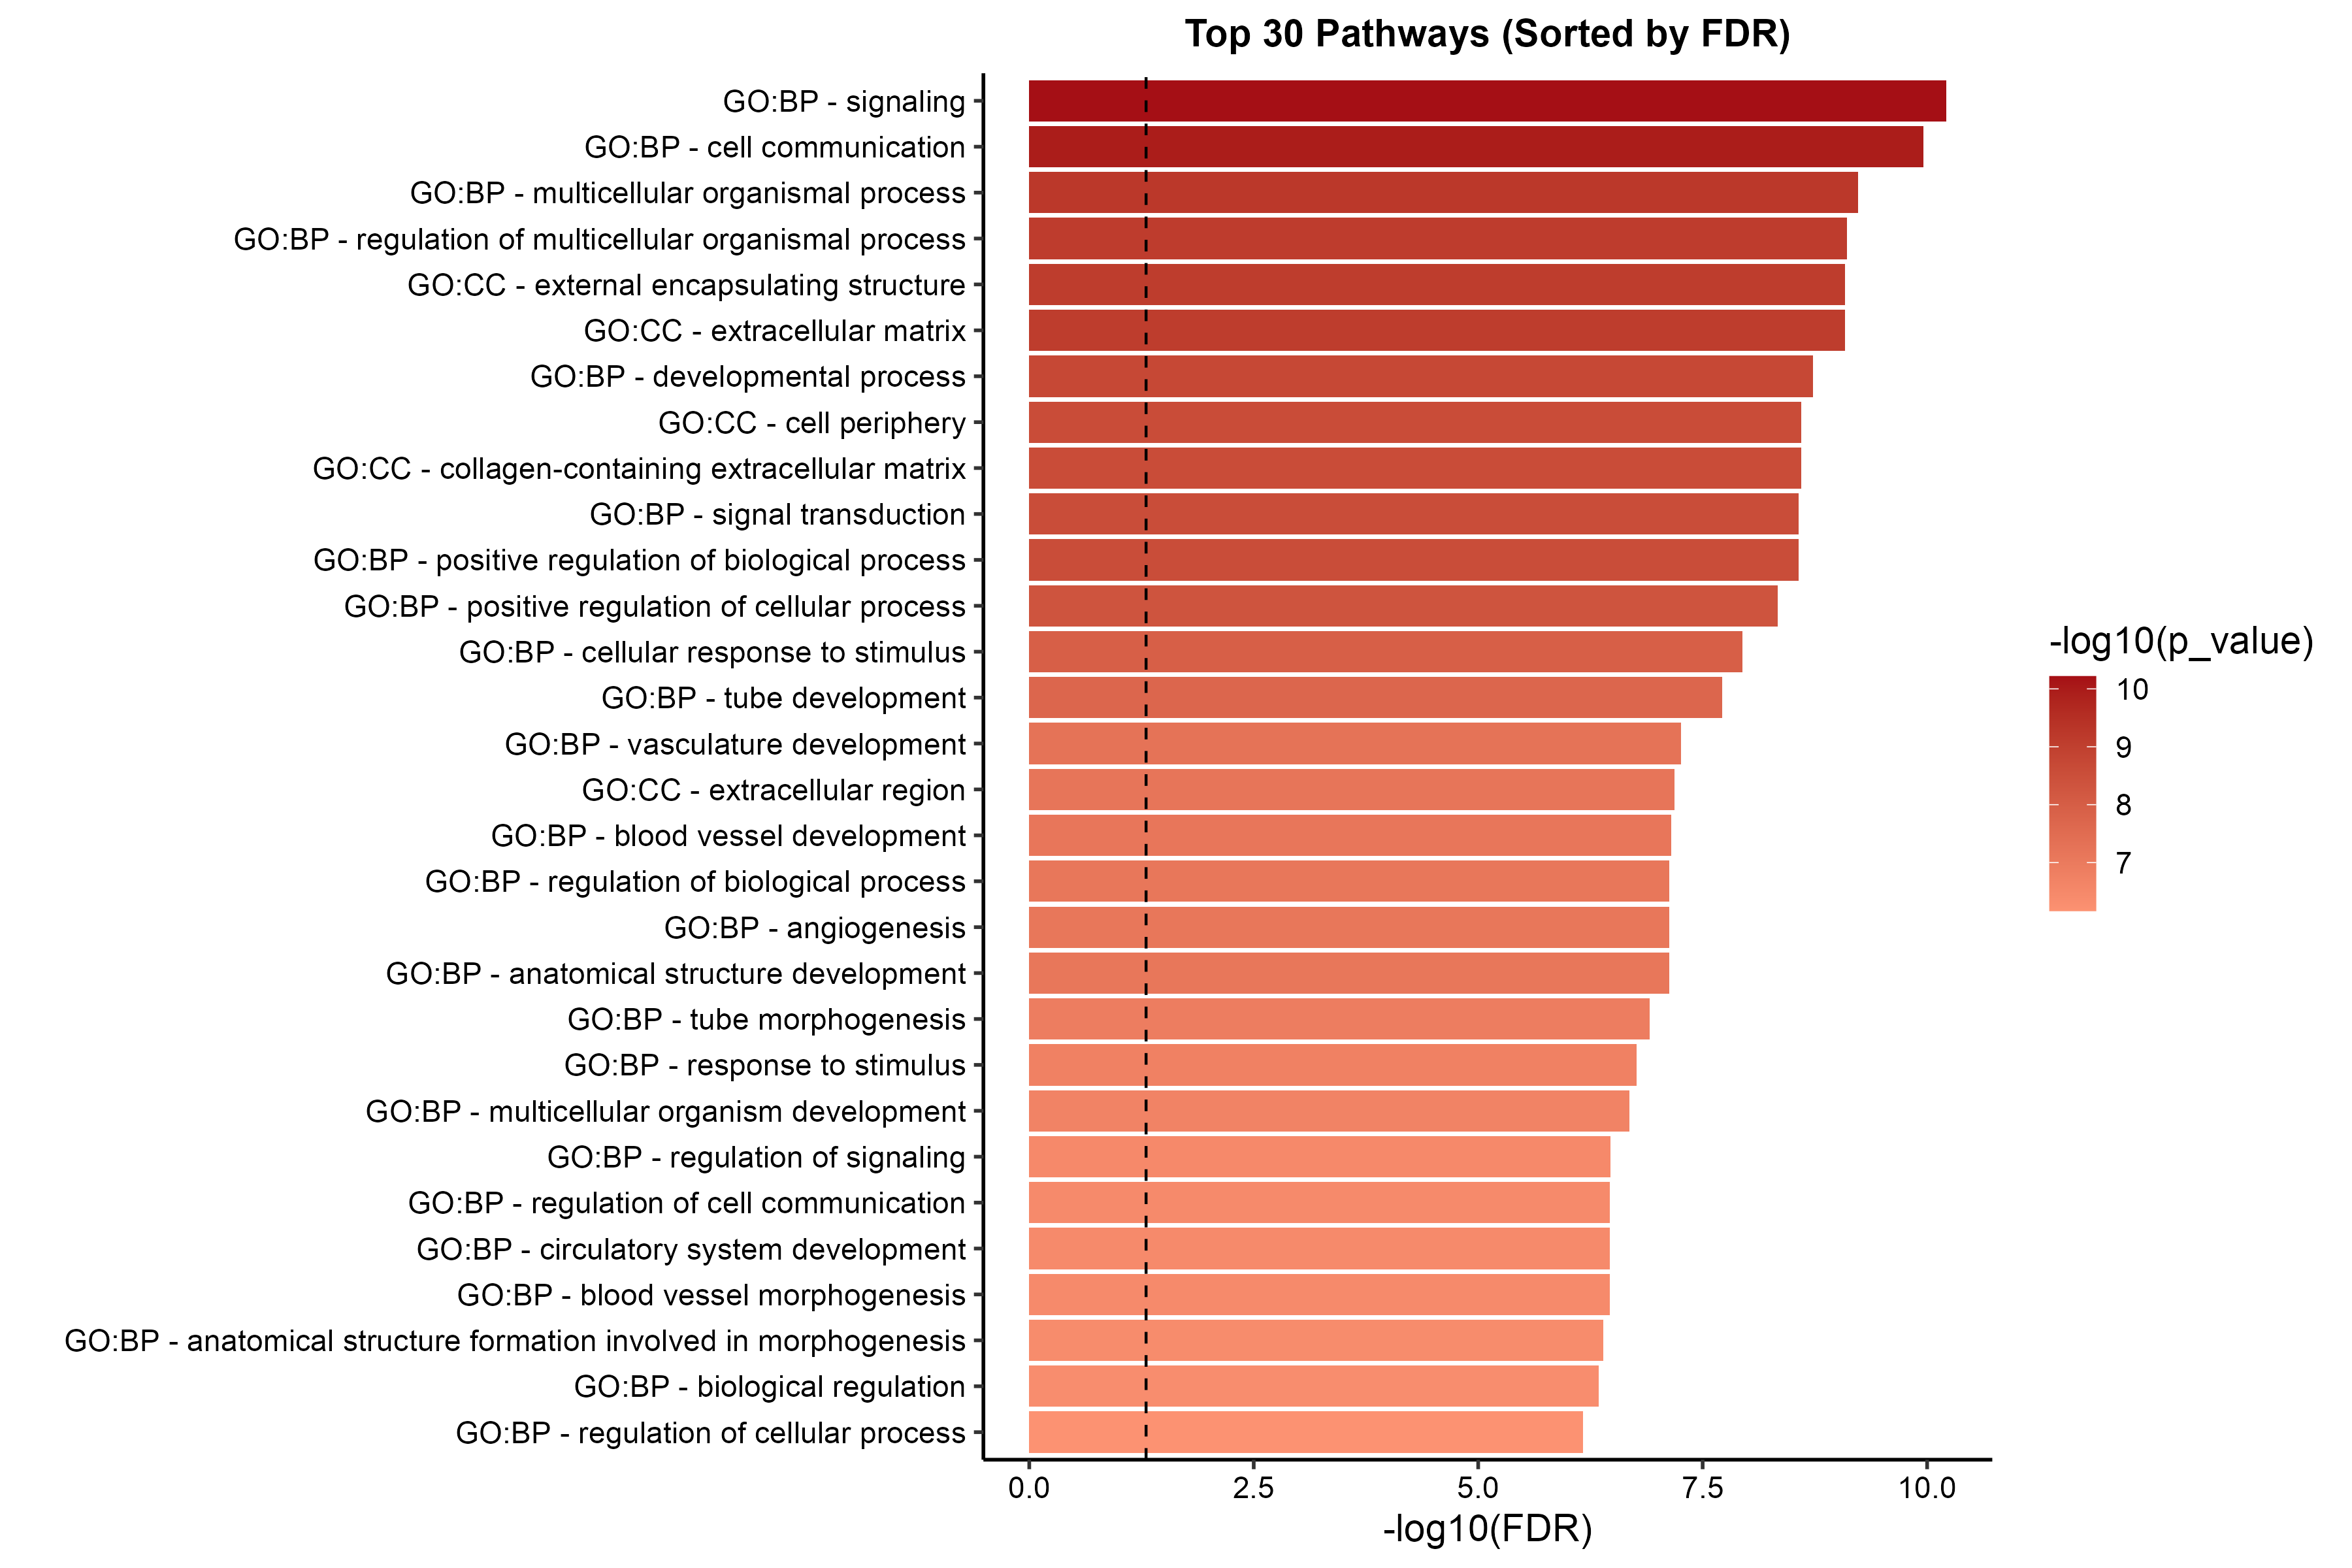 Top 30 Pathways (Sorted by FDR)
GO:BP - signaling
GO:BP - cell communication
GO:BP - multicellular organismal process
GO:BP - regulation of multicellular organismal process
GO:CC - external encapsulating structure
GO:CC - extracellular matrix
GO:BP - developmental process
GO:CC - cell periphery
GO:CC - collagen-containing extracellular matrix
GO:BP - signal transduction
GO:BP - positive regulation of biological process
GO:BP - positive regulation of cellular process
GO:BP - cellular response to stimulus
GO:BP - tube development
GO:BP - vasculature development
GO:CC - extracellular region
GO:BP - blood vessel development
GO:BP - regulation of biological process
GO:BP - angiogenesis
GO:BP - anatomical structure development
GO:BP - tube morphogenesis
GO:BP - response to stimulus
GO:BP - multicellular organism development
GO:BP - regulation of signaling
GO:BP - regulation of cell communication
GO:BP - circulatory system development
GO:BP - blood vessel morphogenesis
GO:BP - anatomical structure formation involved in morphogenesis
GO:BP - biological regulation
GO:BP - regulation of cellular process
0.0 2.5 5.0 7.5 10.0
-log10(FDR)
-log10(p_value)
10
9
8
7